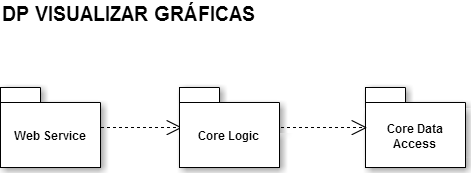 DP VISUALIZAR GRÁFICAS
Web Service
Core Logic
Core Data
Access